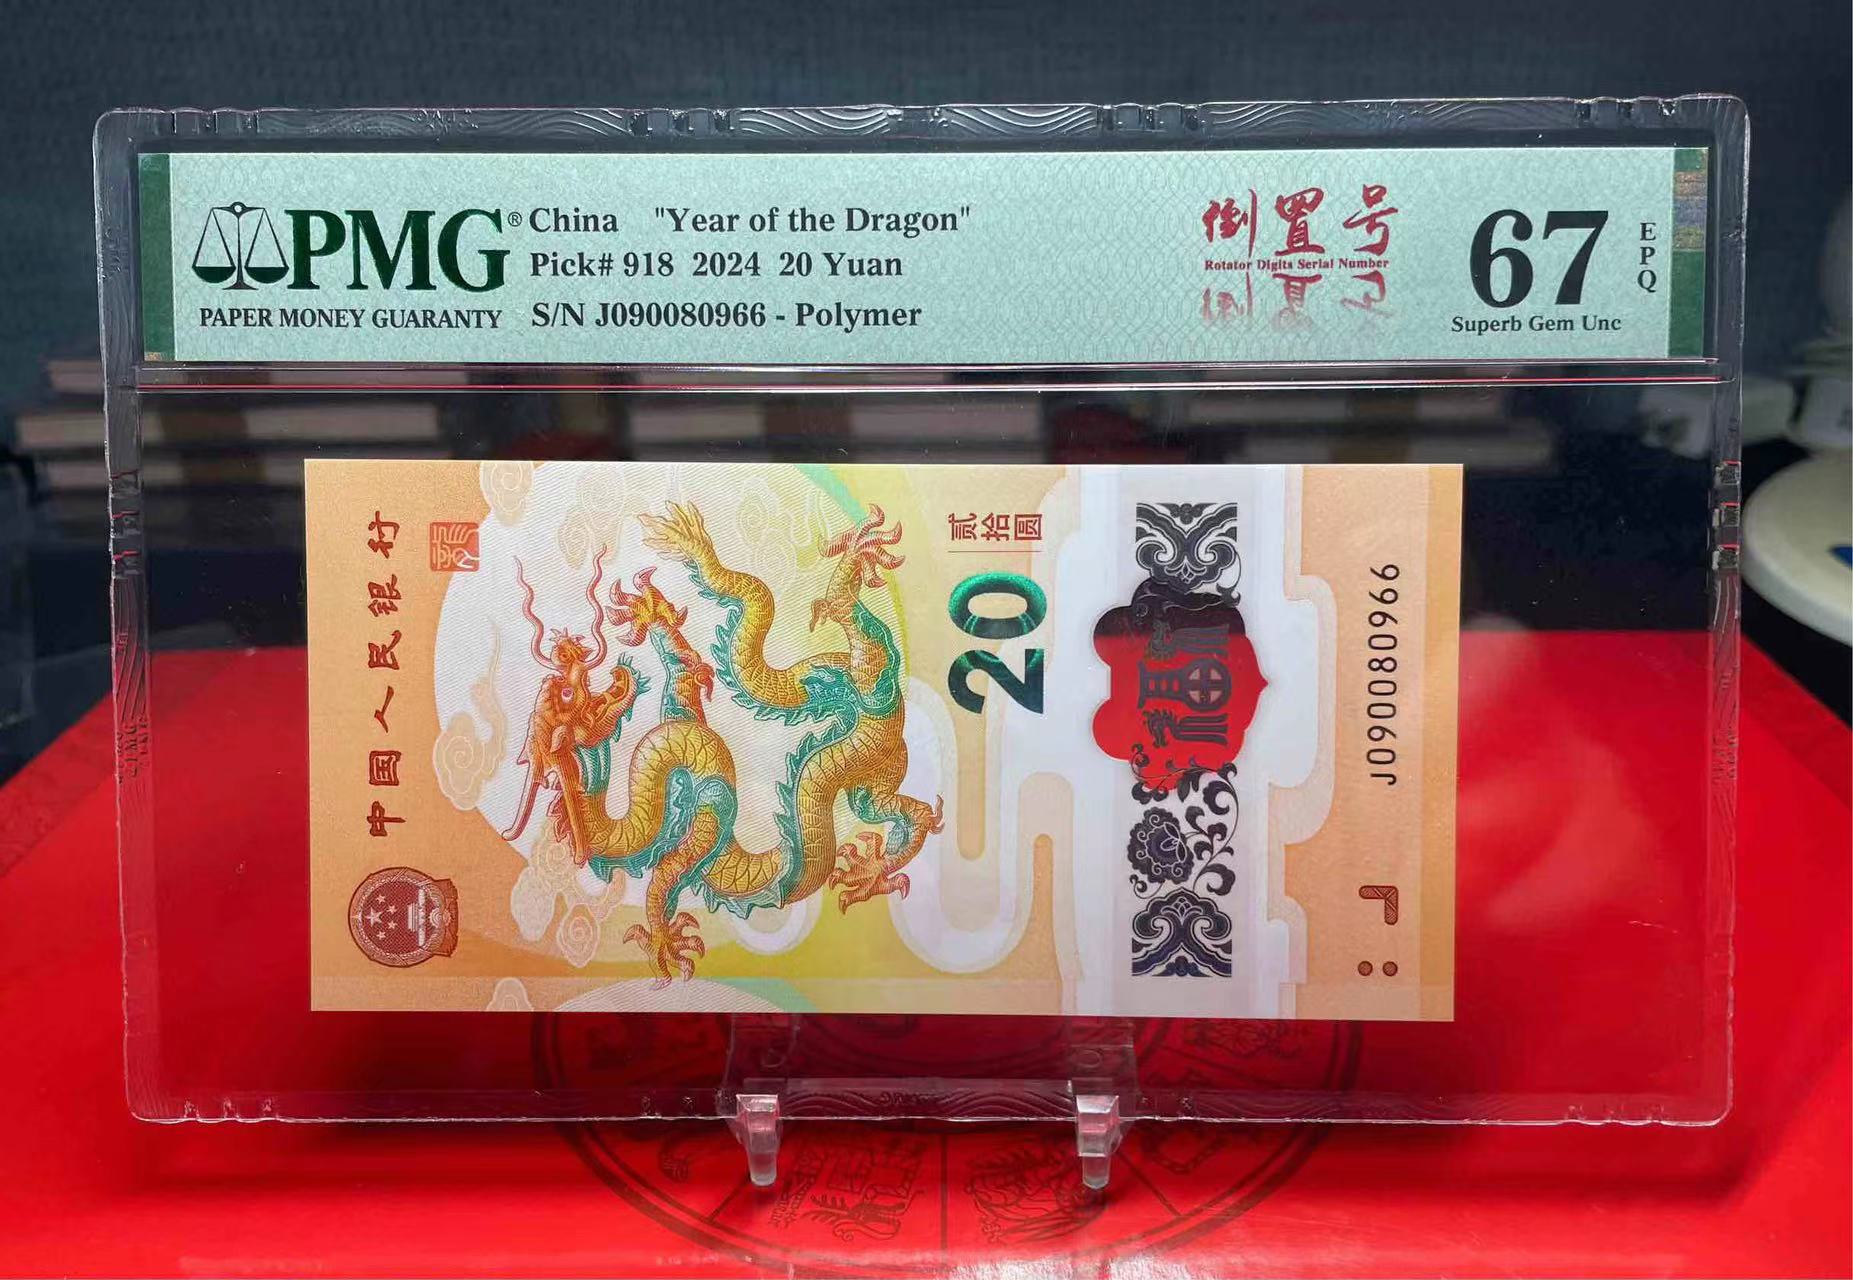 PMG®
PAPER MONEY GUARANTY
China "Year of the Dragon"
Pick# 918 2024 20 Yuan
S/N J090080966 - Polymer
倒置号
Rotator Digits Serial Number
67
EPQ
Superb Gem Unc
中国人民银行
贰拾圆
20
J090080966